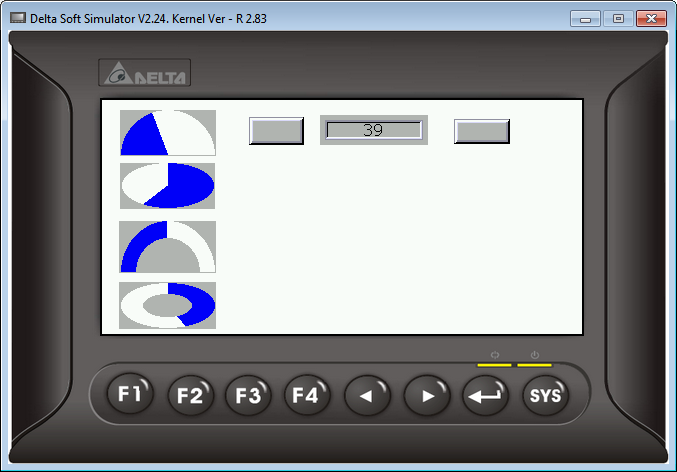 Delta Soft Simulator V2.24. Kernel Ver - R 2.83
DELTA
39
F1 F2 F3 F4 SYS